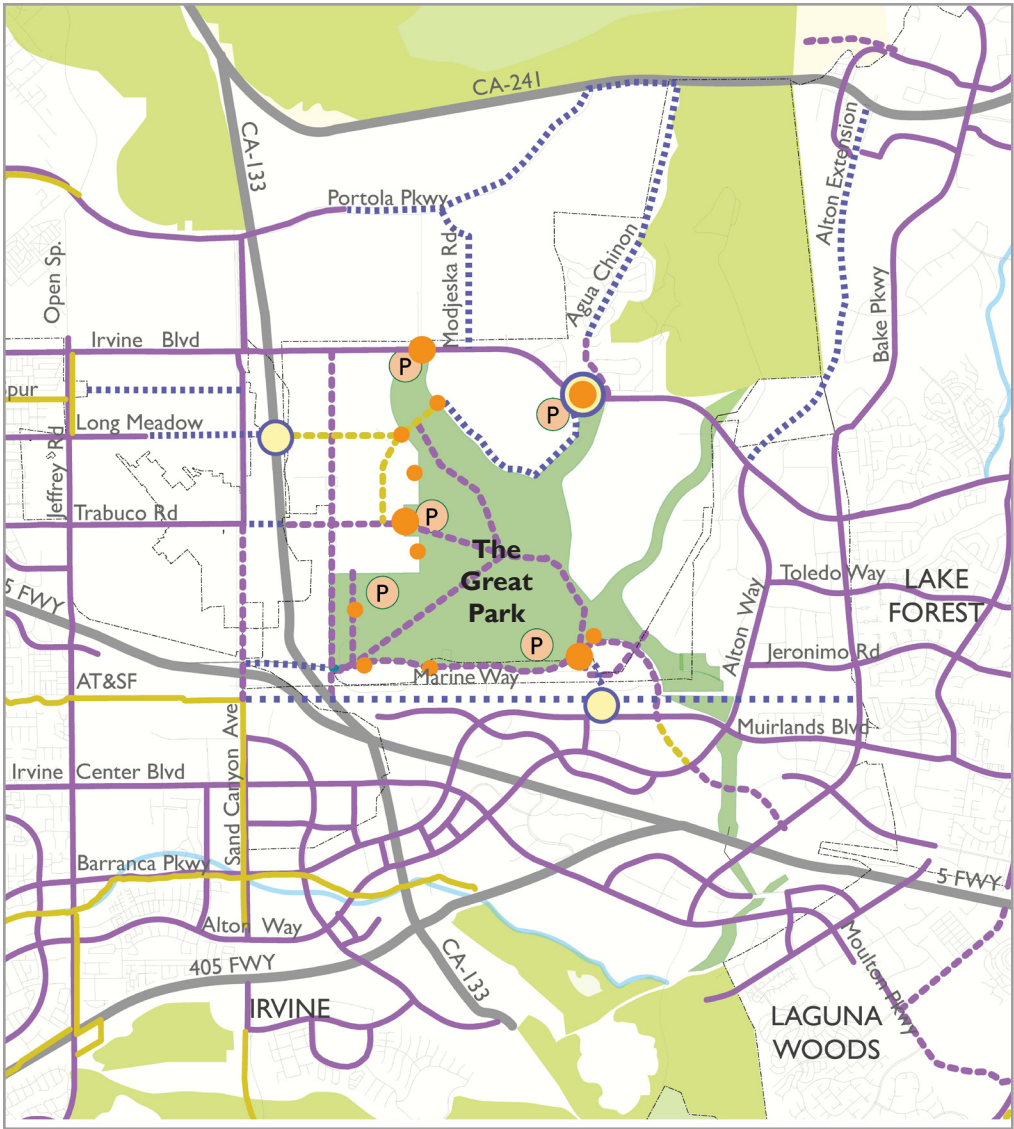 CA-241
CA-133
Alton Extension
Portola Pkwy
Modjeska Rd
Agua Chinon
Open Sp.
Bake Pkwy
Irvine Blvd
P
P
pur
Long Meadow
Jeffrey Rd
Trabuco Rd
P
The
Great
Park
P
Toledo Way
LAKE
FOREST
5 FWY
Alton Way
P
Jeronimo Rd
Marine Way
AT&SF
Muirlands Blvd
Sand Canyon Ave
Irvine Center Blvd
Barranca Pkwy
5 FWY
Alton Way
405 FWY
CA-133
Moulton Pkwy
IRVINE
LAGUNA
WOODS